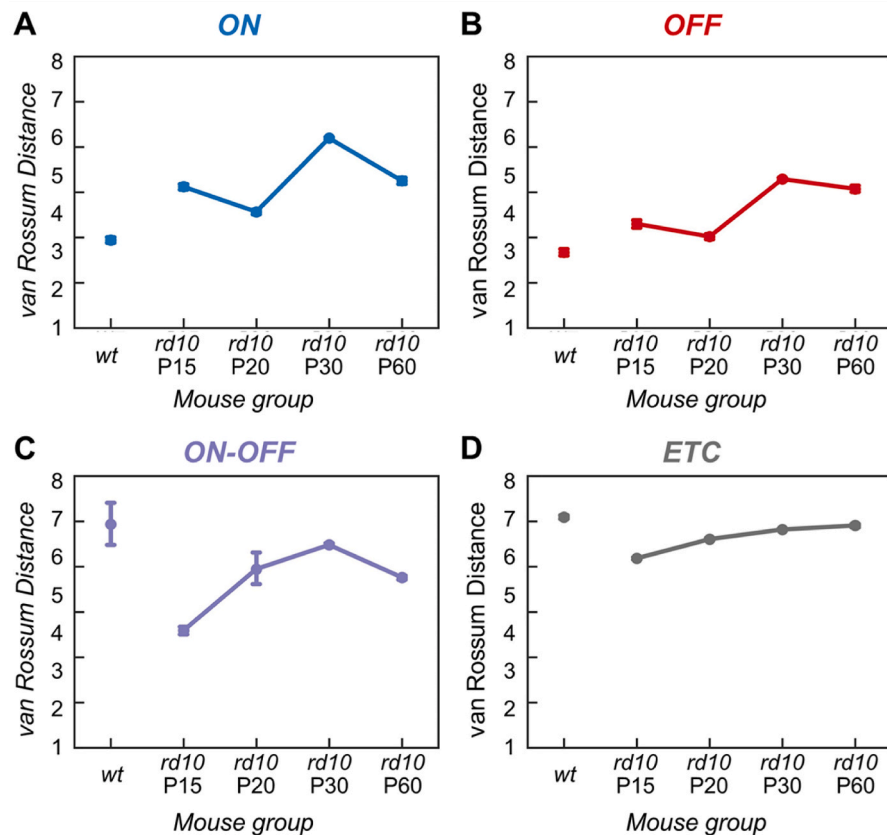 A
ON
van Rossum Distance
8
7
6
5
4
3
2
1
wt
rd10 P15
rd10 P20
rd10 P30
rd10 P60
Mouse group
B
OFF
van Rossum Distance
8
7
6
5
4
3
2
1
wt
rd10 P15
rd10 P20
rd10 P30
rd10 P60
Mouse group
C
ON-OFF
van Rossum Distance
8
7
6
5
4
3
2
1
wt
rd10 P15
rd10 P20
rd10 P30
rd10 P60
Mouse group
D
ETC
van Rossum Distance
8
7
6
5
4
3
2
1
wt
rd10 P15
rd10 P20
rd10 P30
rd10 P60
Mouse group